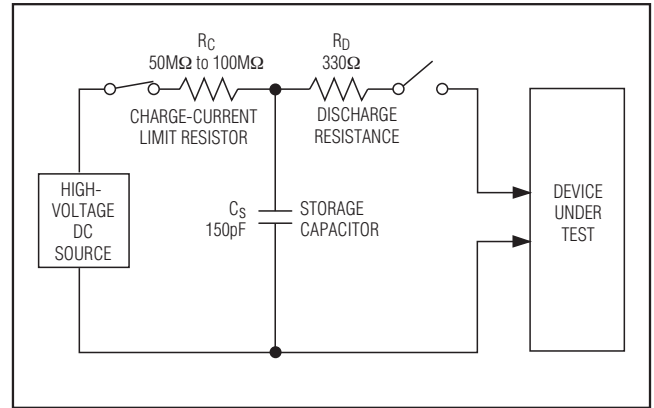 R_C
50MΩ to 100MΩ
CHARGE-CURRENT
LIMIT RESISTOR
R_D
330Ω
DISCHARGE
RESISTANCE
HIGH-
VOLTAGE
DC
SOURCE
C_S
150pF
STORAGE
CAPACITOR
DEVICE
UNDER
TEST